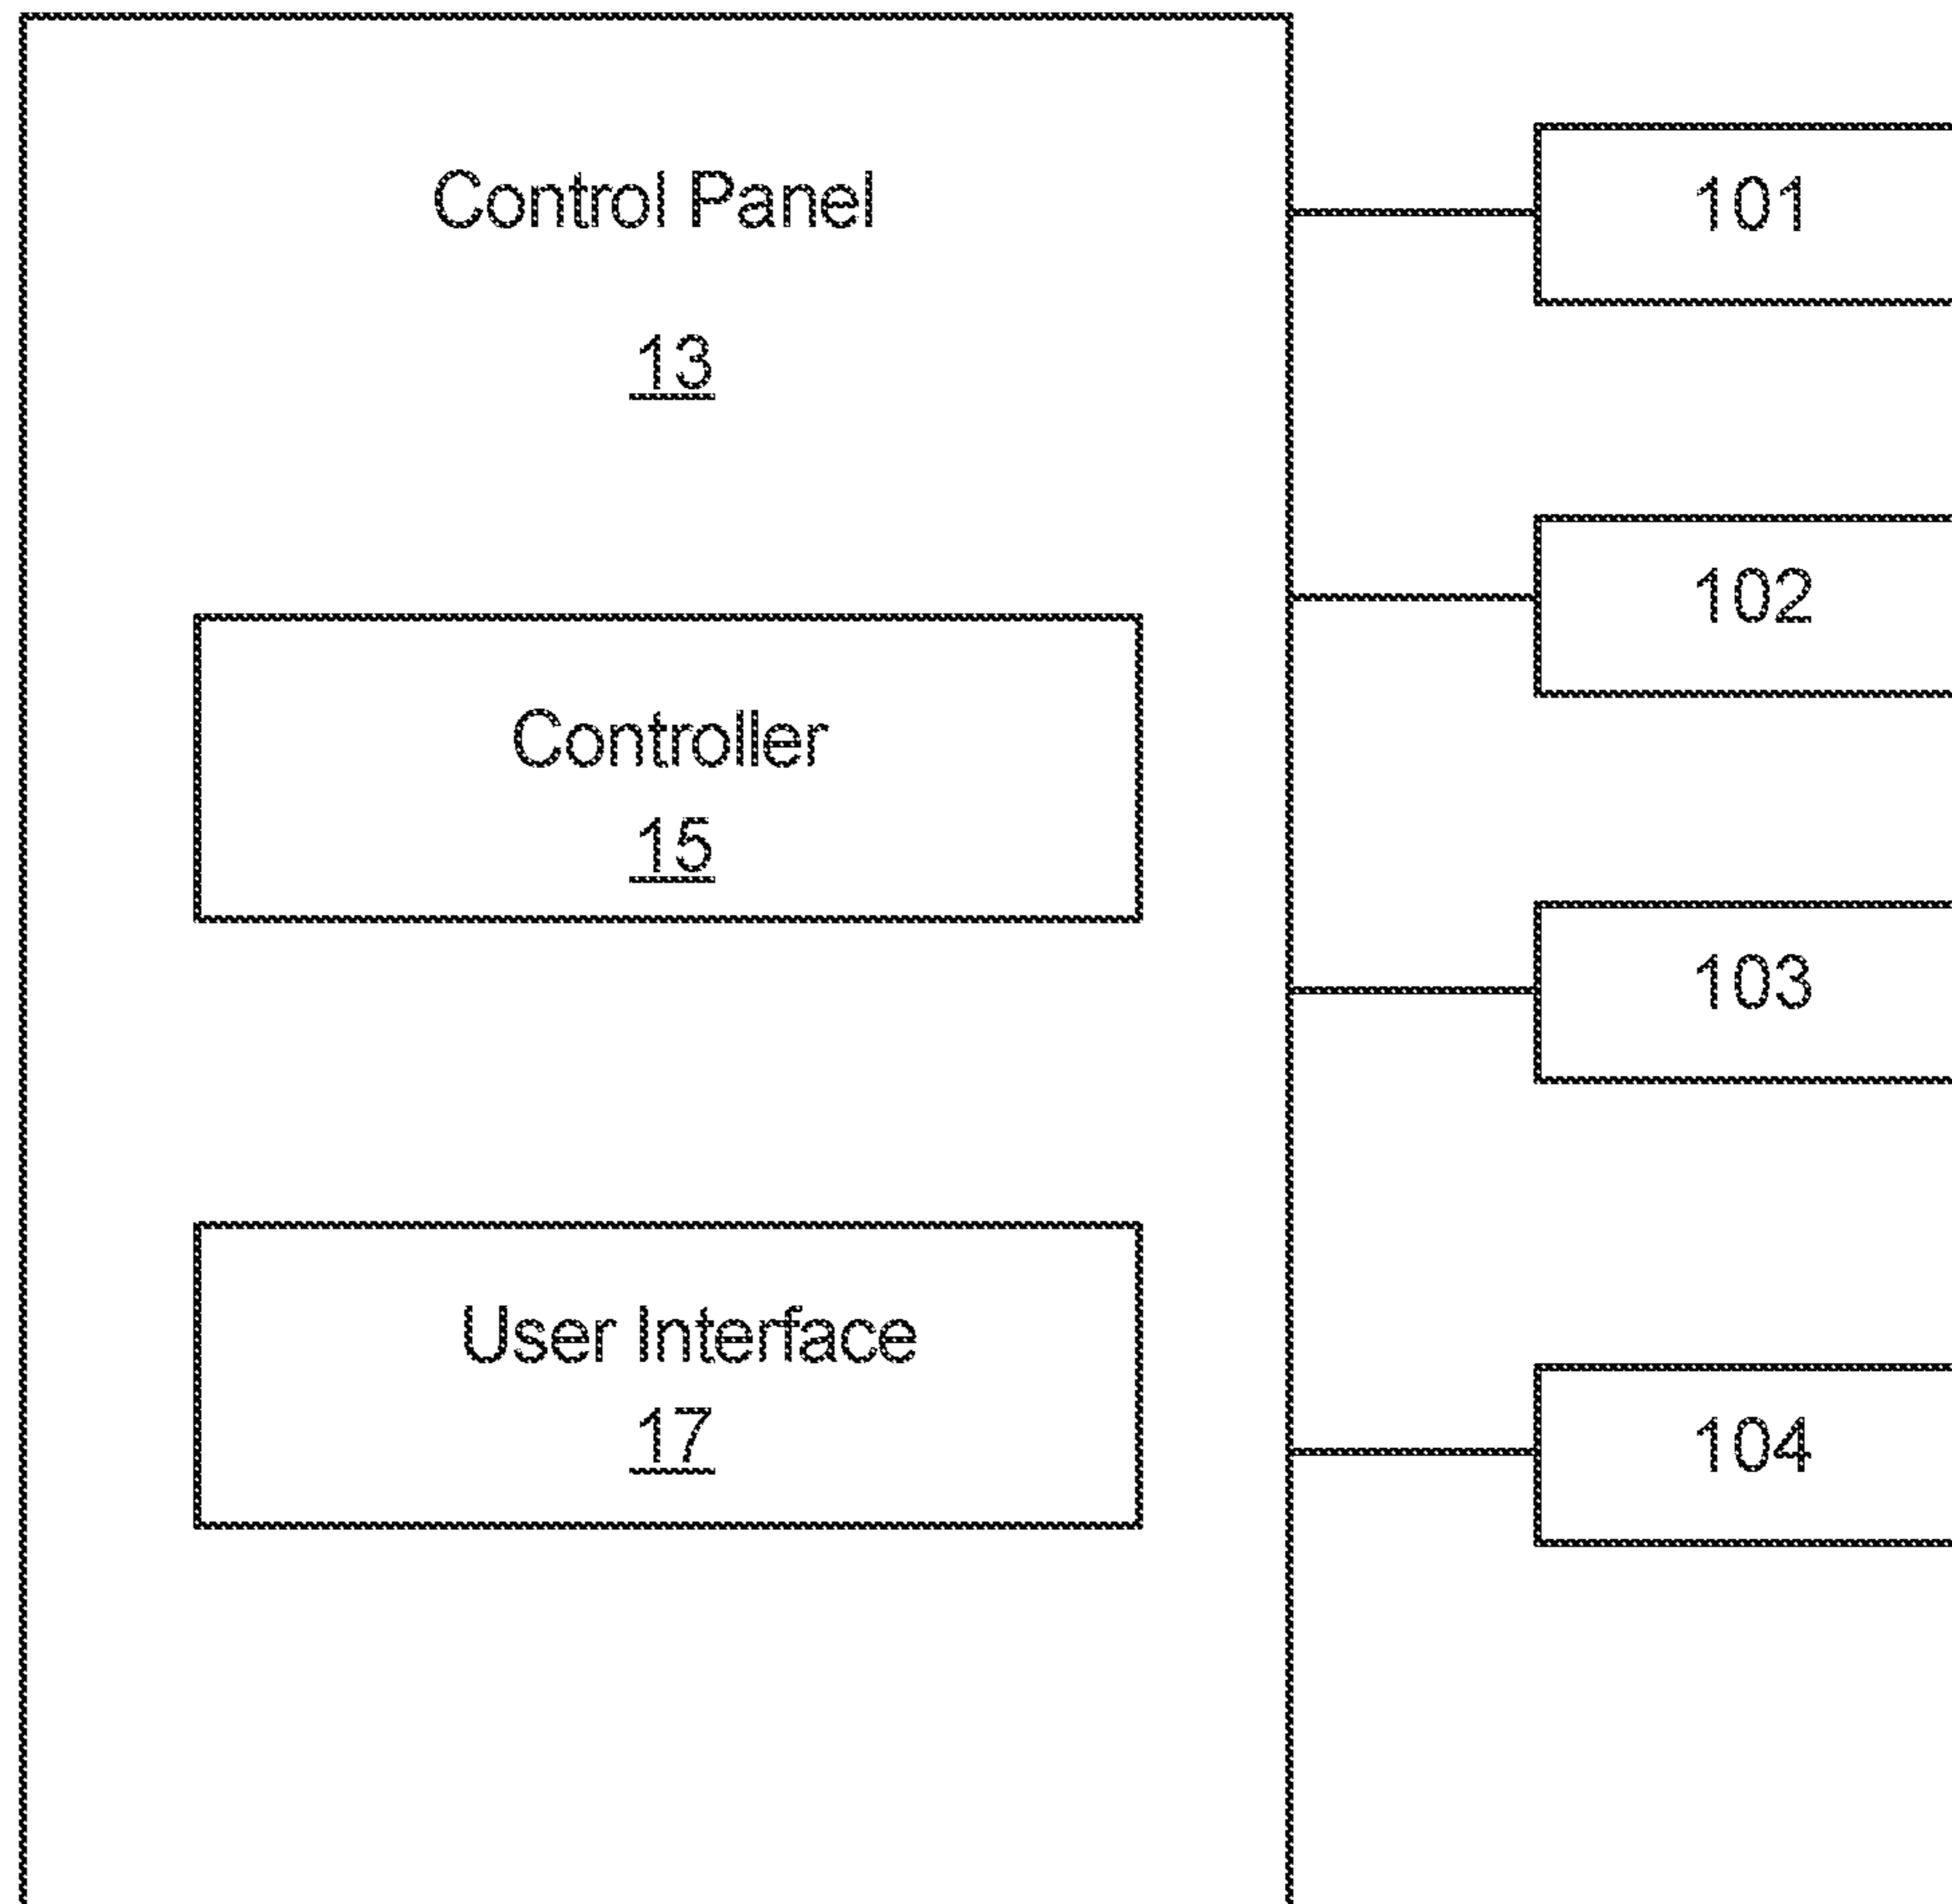 Control Panel
13
Controller
15
User Interface
17
101
102
103
104